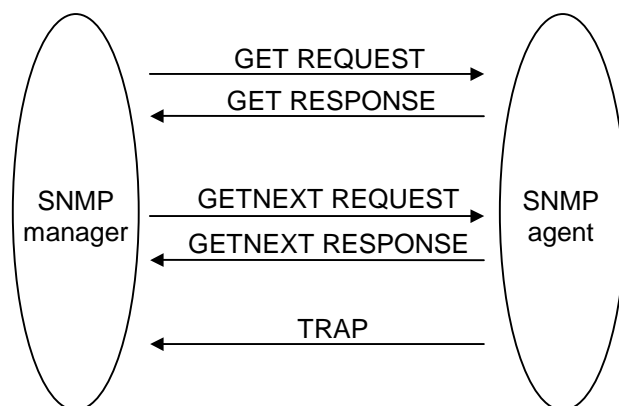 GET REQUEST
GET RESPONSE
SNMP
manager
GETNEXT REQUEST
GETNEXT RESPONSE
SNMP
agent
TRAP